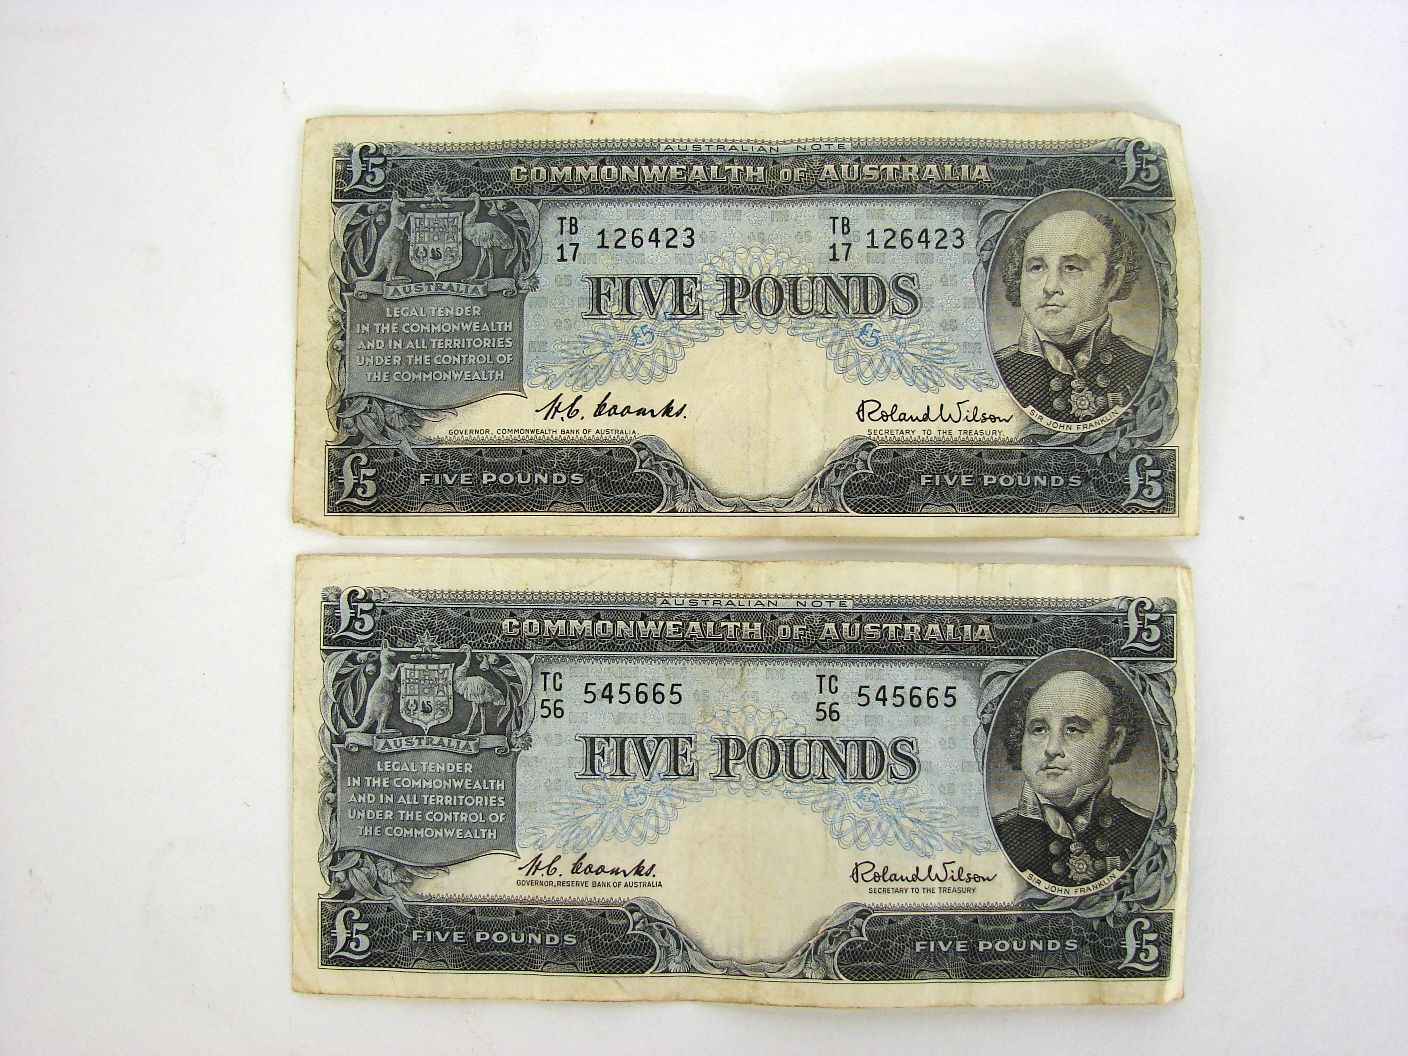 AUSTRALIAN NOTE
£5 COMMONWEALTH OF AUSTRALIA £5
TB 17 126423 TB 17 126423
FIVE POUNDS
AUSTRALIA
LEGAL TENDER
IN THE COMMONWEALTH
AND IN ALL TERRITORIES
UNDER THE CONTROL OF
THE COMMONWEALTH
£5 £5
H.C. Coombs. Roland Wilson
GOVERNOR, COMMONWEALTH BANK OF AUSTRALIA. SECRETARY TO THE TREASURY.
SIR JOHN FRANKLIN
£5 FIVE POUNDS FIVE POUNDS £5
AUSTRALIAN NOTE
£5 COMMONWEALTH OF AUSTRALIA £5
TC 56 545665 TC 56 545665
FIVE POUNDS
AUSTRALIA
LEGAL TENDER
IN THE COMMONWEALTH
AND IN ALL TERRITORIES
UNDER THE CONTROL OF
THE COMMONWEALTH
£5 £5
H.C. Coombs. Roland Wilson
GOVERNOR, RESERVE BANK OF AUSTRALIA SECRETARY TO THE TREASURY
SIR JOHN FRANKLIN
£5 FIVE POUNDS FIVE POUNDS £5